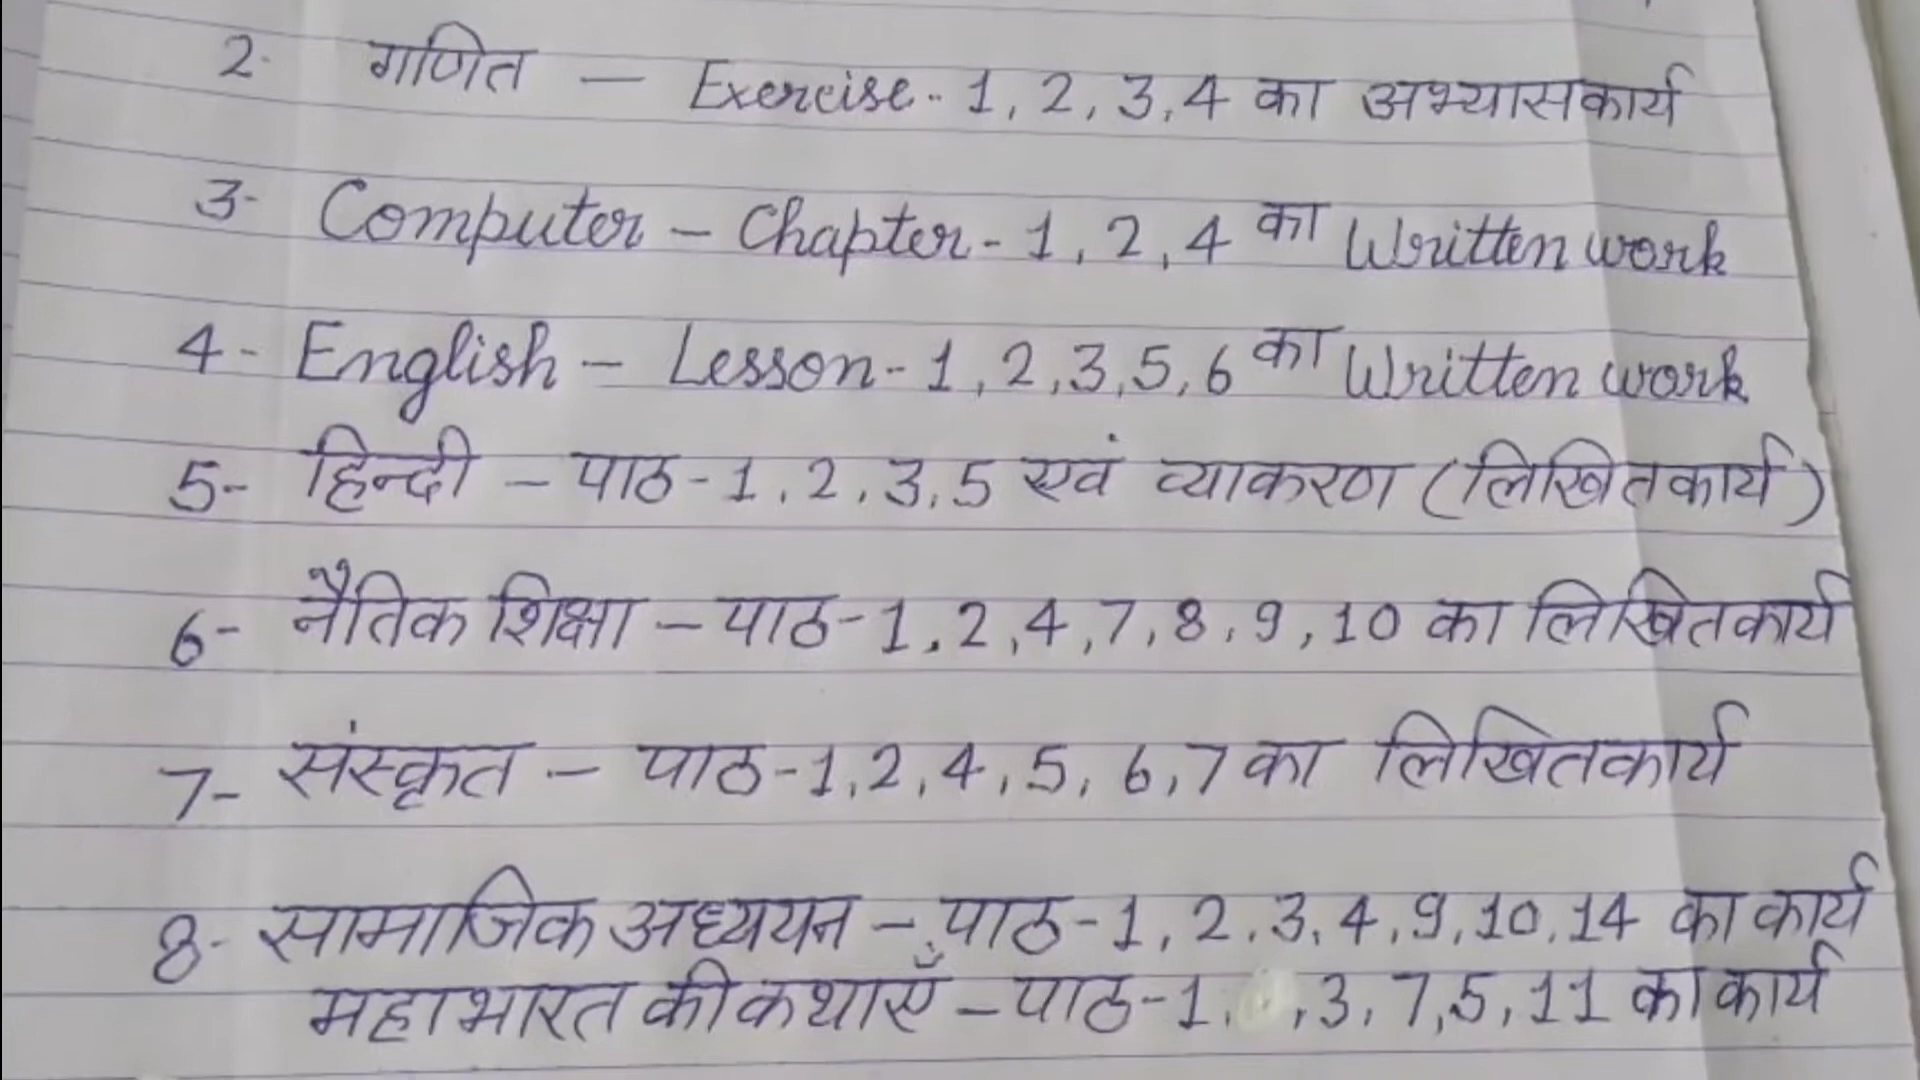 2- गणित – Exercise- 1, 2, 3, 4 का अभ्यासकार्य
3- Computer – Chapter- 1, 2, 4 का Written work
4- English – Lesson- 1, 2, 3, 5, 6 का Written work
5- हिन्दी – पाठ- 1, 2, 3, 5 एवं व्याकरण (लिखितकार्य)
6- नैतिक शिक्षा – पाठ- 1, 2, 4, 7, 8, 9, 10 का लिखितकार्य
7- संस्कृत – पाठ- 1, 2, 4, 5, 6, 7 का लिखितकार्य
8- सामाजिक अध्ययन – पाठ- 1, 2, 3, 4, 9, 10, 14 का कार्य
महाभारत की कथाएँ – पाठ- 1, , 3, 7, 5, 11 का कार्य